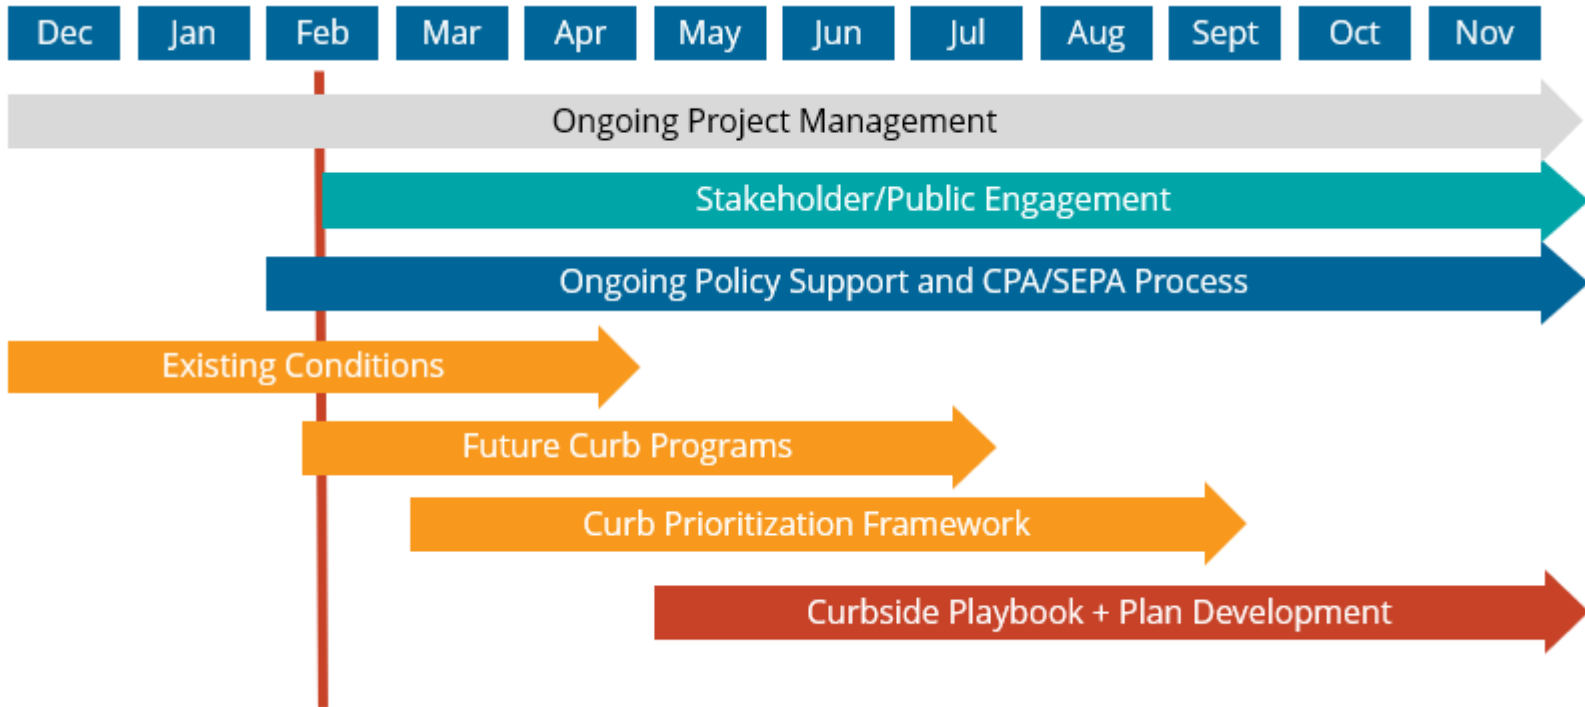 Dec Jan Feb Mar Apr May Jun Jul Aug Sept Oct Nov
Ongoing Project Management
Stakeholder/Public Engagement
Ongoing Policy Support and CPA/SEPA Process
Existing Conditions
Future Curb Programs
Curb Prioritization Framework
Curbside Playbook + Plan Development